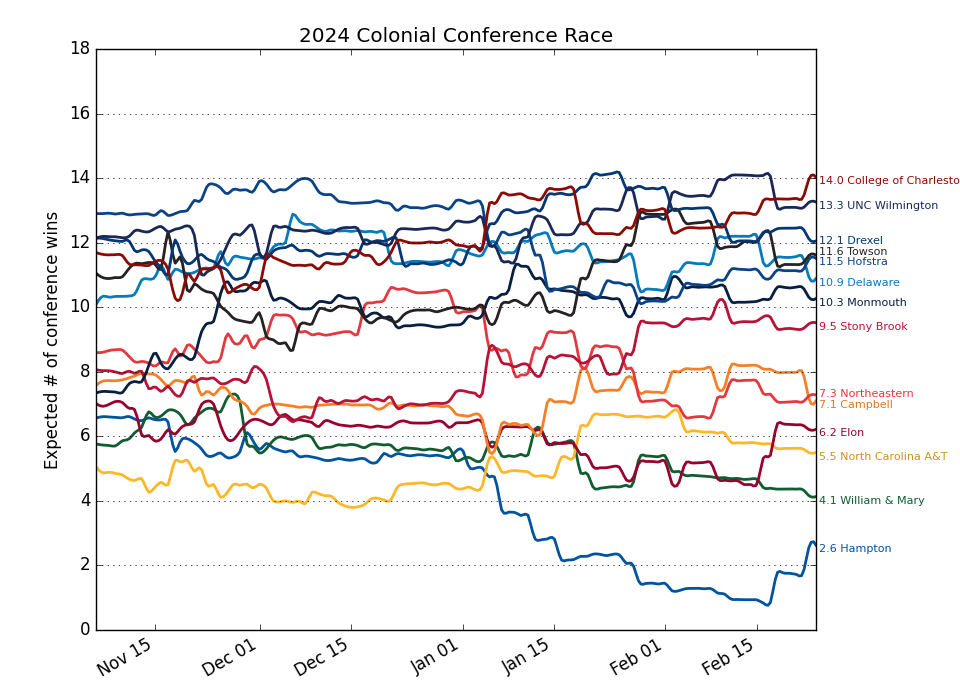 2024 Colonial Conference Race
Expected # of conference wins
18
16
14
12
10
8
6
4
2
0
Nov 15
Dec 01
Dec 15
Jan 01
Jan 15
Feb 01
Feb 15
14.0 College of Charlesto
13.3 UNC Wilmington
12.1 Drexel
11.6 Towson
11.5 Hofstra
10.9 Delaware
10.3 Monmouth
9.5 Stony Brook
7.3 Northeastern
7.1 Campbell
6.2 Elon
5.5 North Carolina A&T
4.1 William & Mary
2.6 Hampton